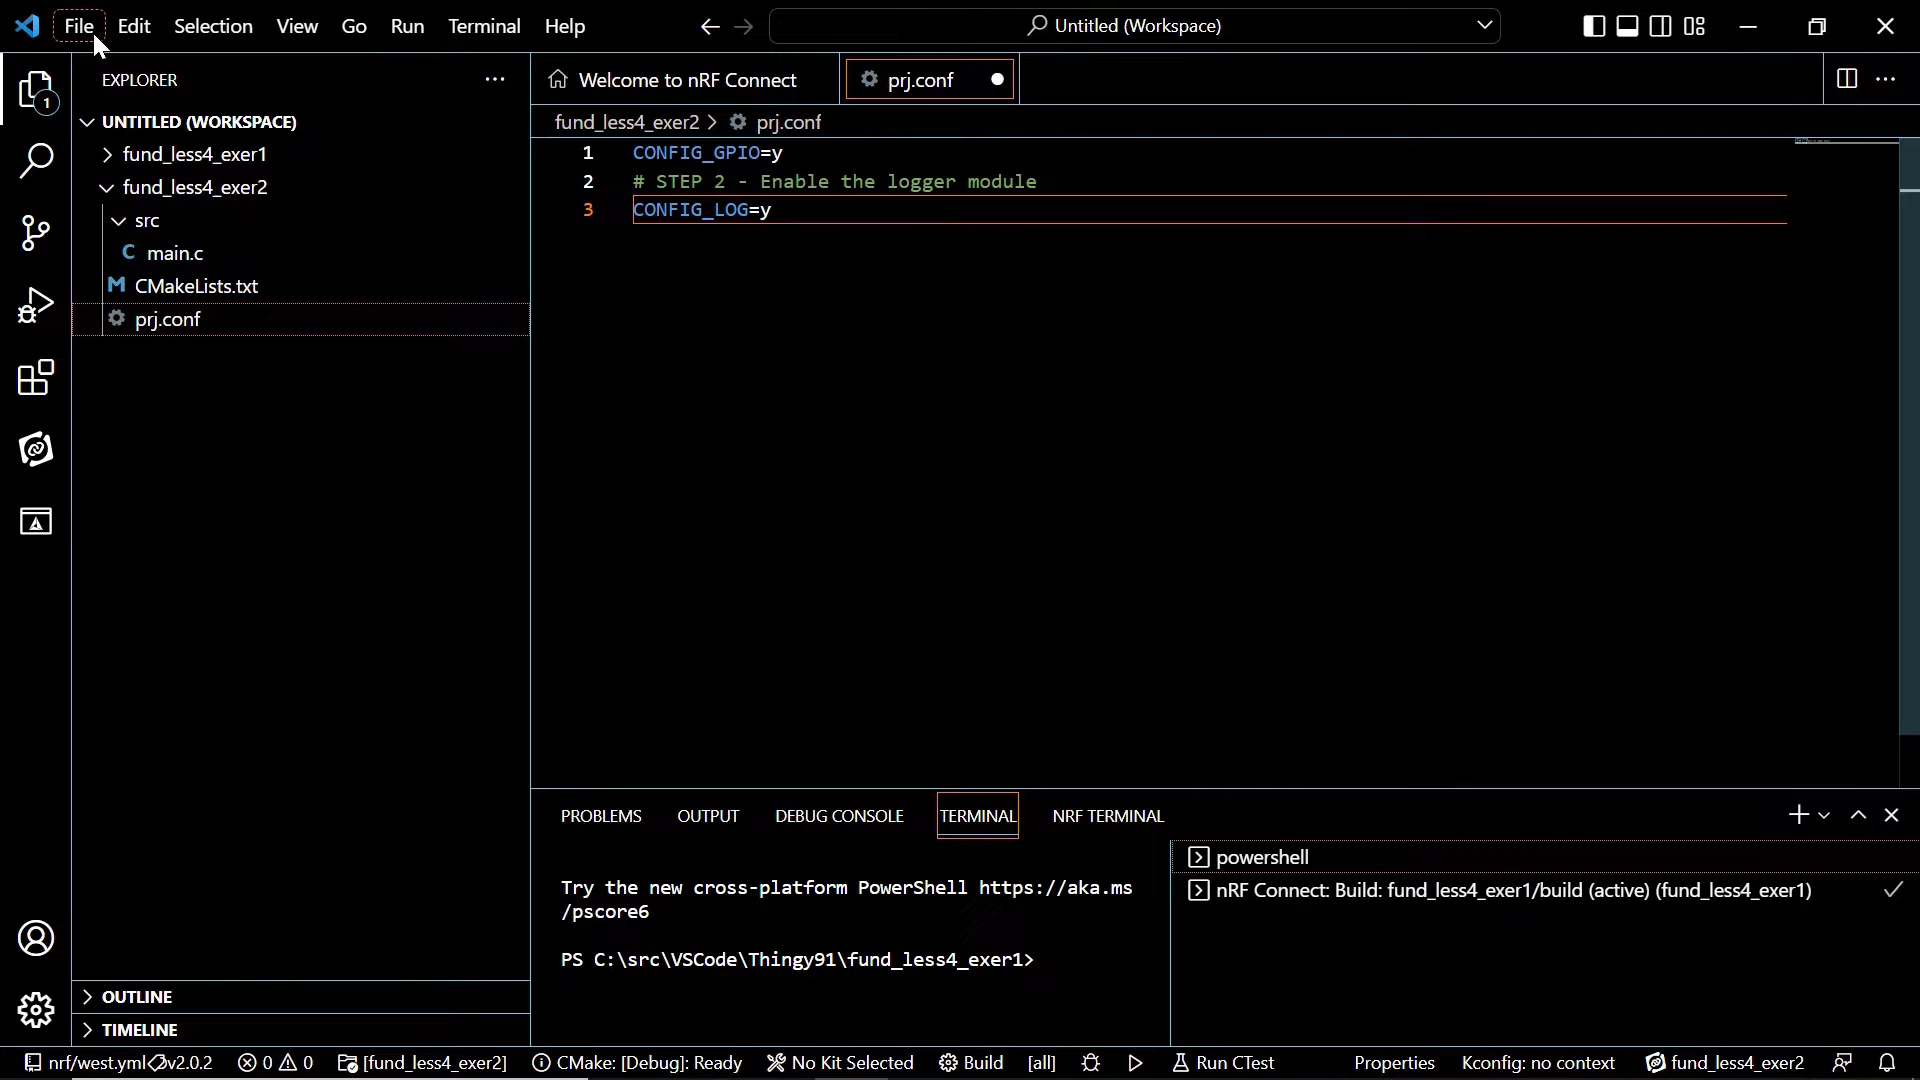 File Edit Selection View Go Run Terminal Help
Untitled (Workspace)
EXPLORER
Welcome to nRF Connect
prj.conf
1
UNTITLED (WORKSPACE)
fund_less4_exer1
fund_less4_exer2
src
C main.c
M CMakeLists.txt
prj.conf
fund_less4_exer2 > prj.conf
1 CONFIG_GPIO=y
2 # STEP 2 - Enable the logger module
3 CONFIG_LOG=y
PROBLEMS OUTPUT DEBUG CONSOLE TERMINAL NRF TERMINAL
Try the new cross-platform PowerShell https://aka.ms
/pscore6
PS C:\src\VSCode\Thingy91\fund_less4_exer1>
powershell
nRF Connect: Build: fund_less4_exer1/build (active) (fund_less4_exer1)
OUTLINE
TIMELINE
nrf/west.yml v2.0.2 0 0 [fund_less4_exer2] CMake: [Debug]: Ready No Kit Selected Build [all] Run CTest Properties Kconfig: no context fund_less4_exer2